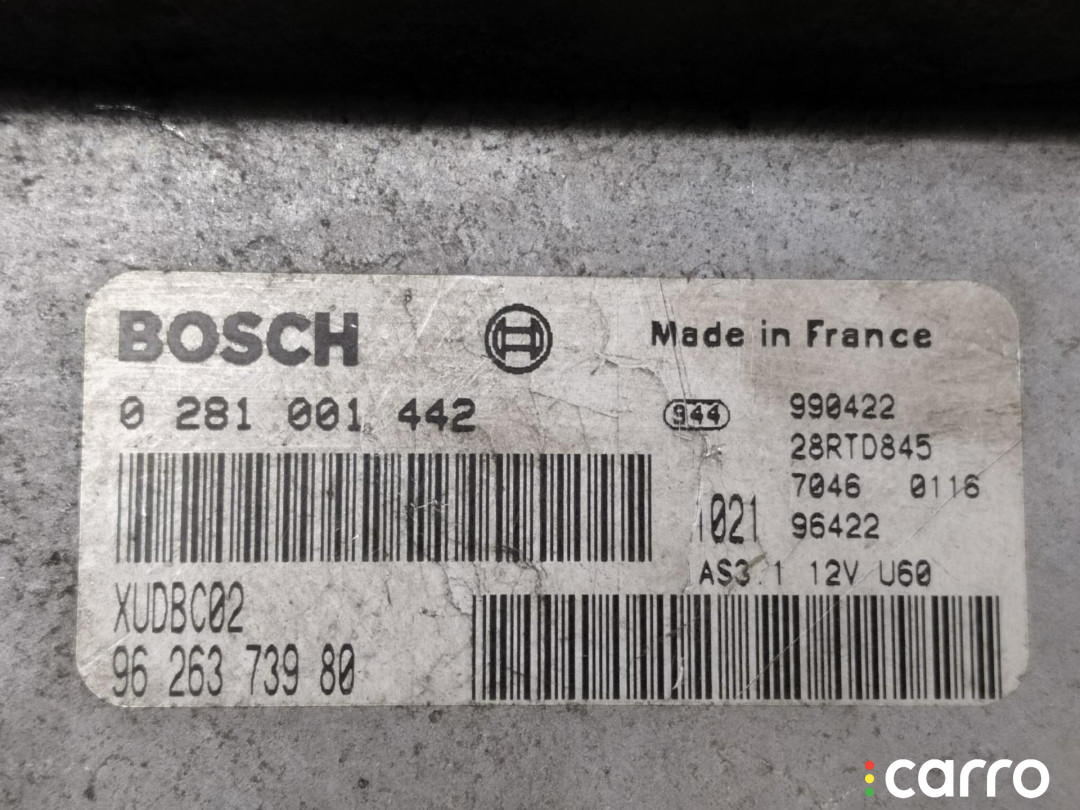 BOSCH
Made in France
0 281 001 442
944
990422
28RTD845
7046 0116
1021
96422
AS3.1 12V U60
XUDBC02
96 263 739 80
carro